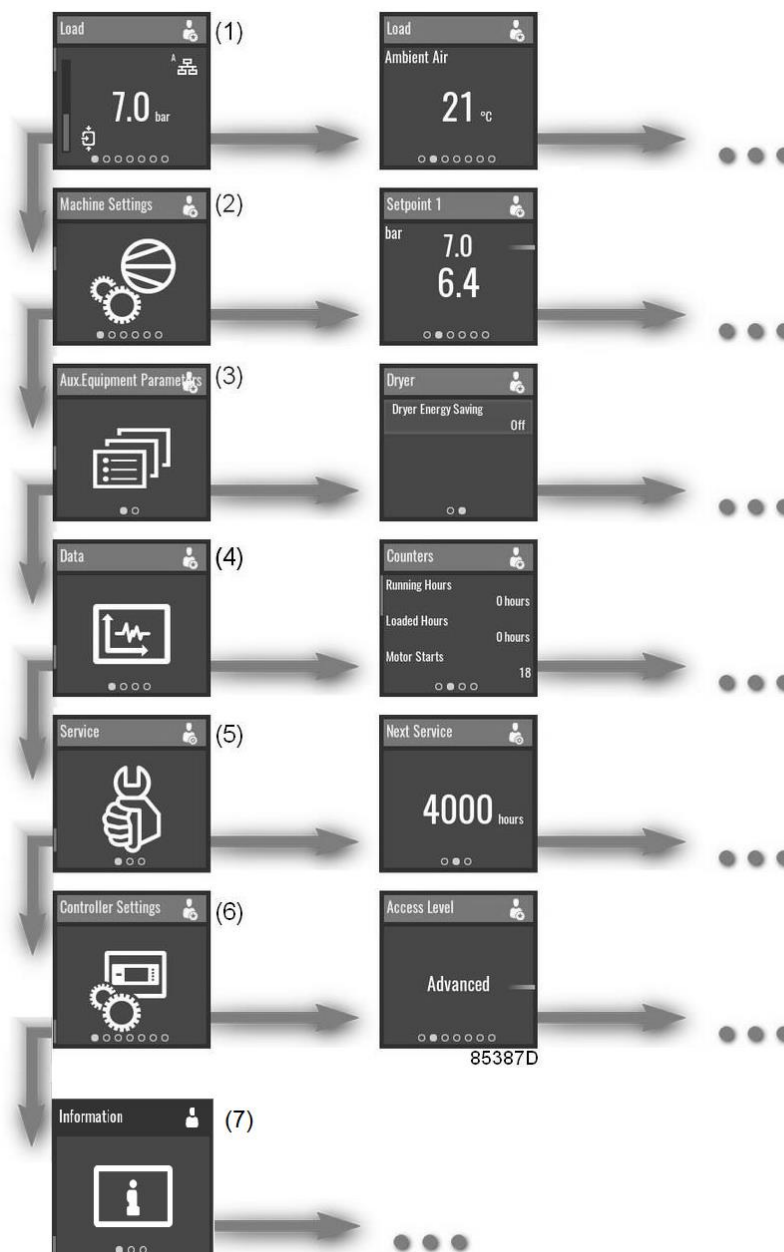 Load
(1)
A
7.0 bar
Load
Ambient Air
21 °C
Machine Settings
(2)
Setpoint 1
bar
7.0
6.4
Aux.Equipment Parameters
(3)
Dryer
Dryer Energy Saving
Off
Data
(4)
Counters
Running Hours
0 hours
Loaded Hours
0 hours
Motor Starts
18
Service
(5)
Next Service
4000 hours
Controller Settings
(6)
Access Level
Advanced
85387D
Information
(7)
i